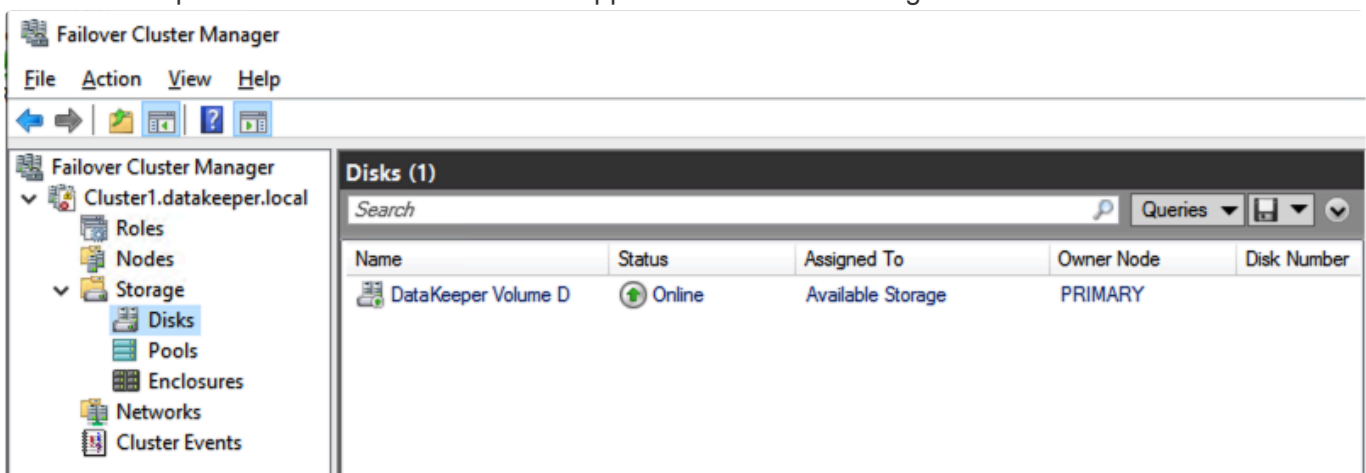 Failover Cluster Manager
File Action View Help
Failover Cluster Manager
Cluster1.datakeeper.local
Roles
Nodes
Storage
Disks
Pools
Enclosures
Networks
Cluster Events
Disks (1)
Search Queries
Name Status Assigned To Owner Node Disk Number
DataKeeper Volume D Online Available Storage PRIMARY